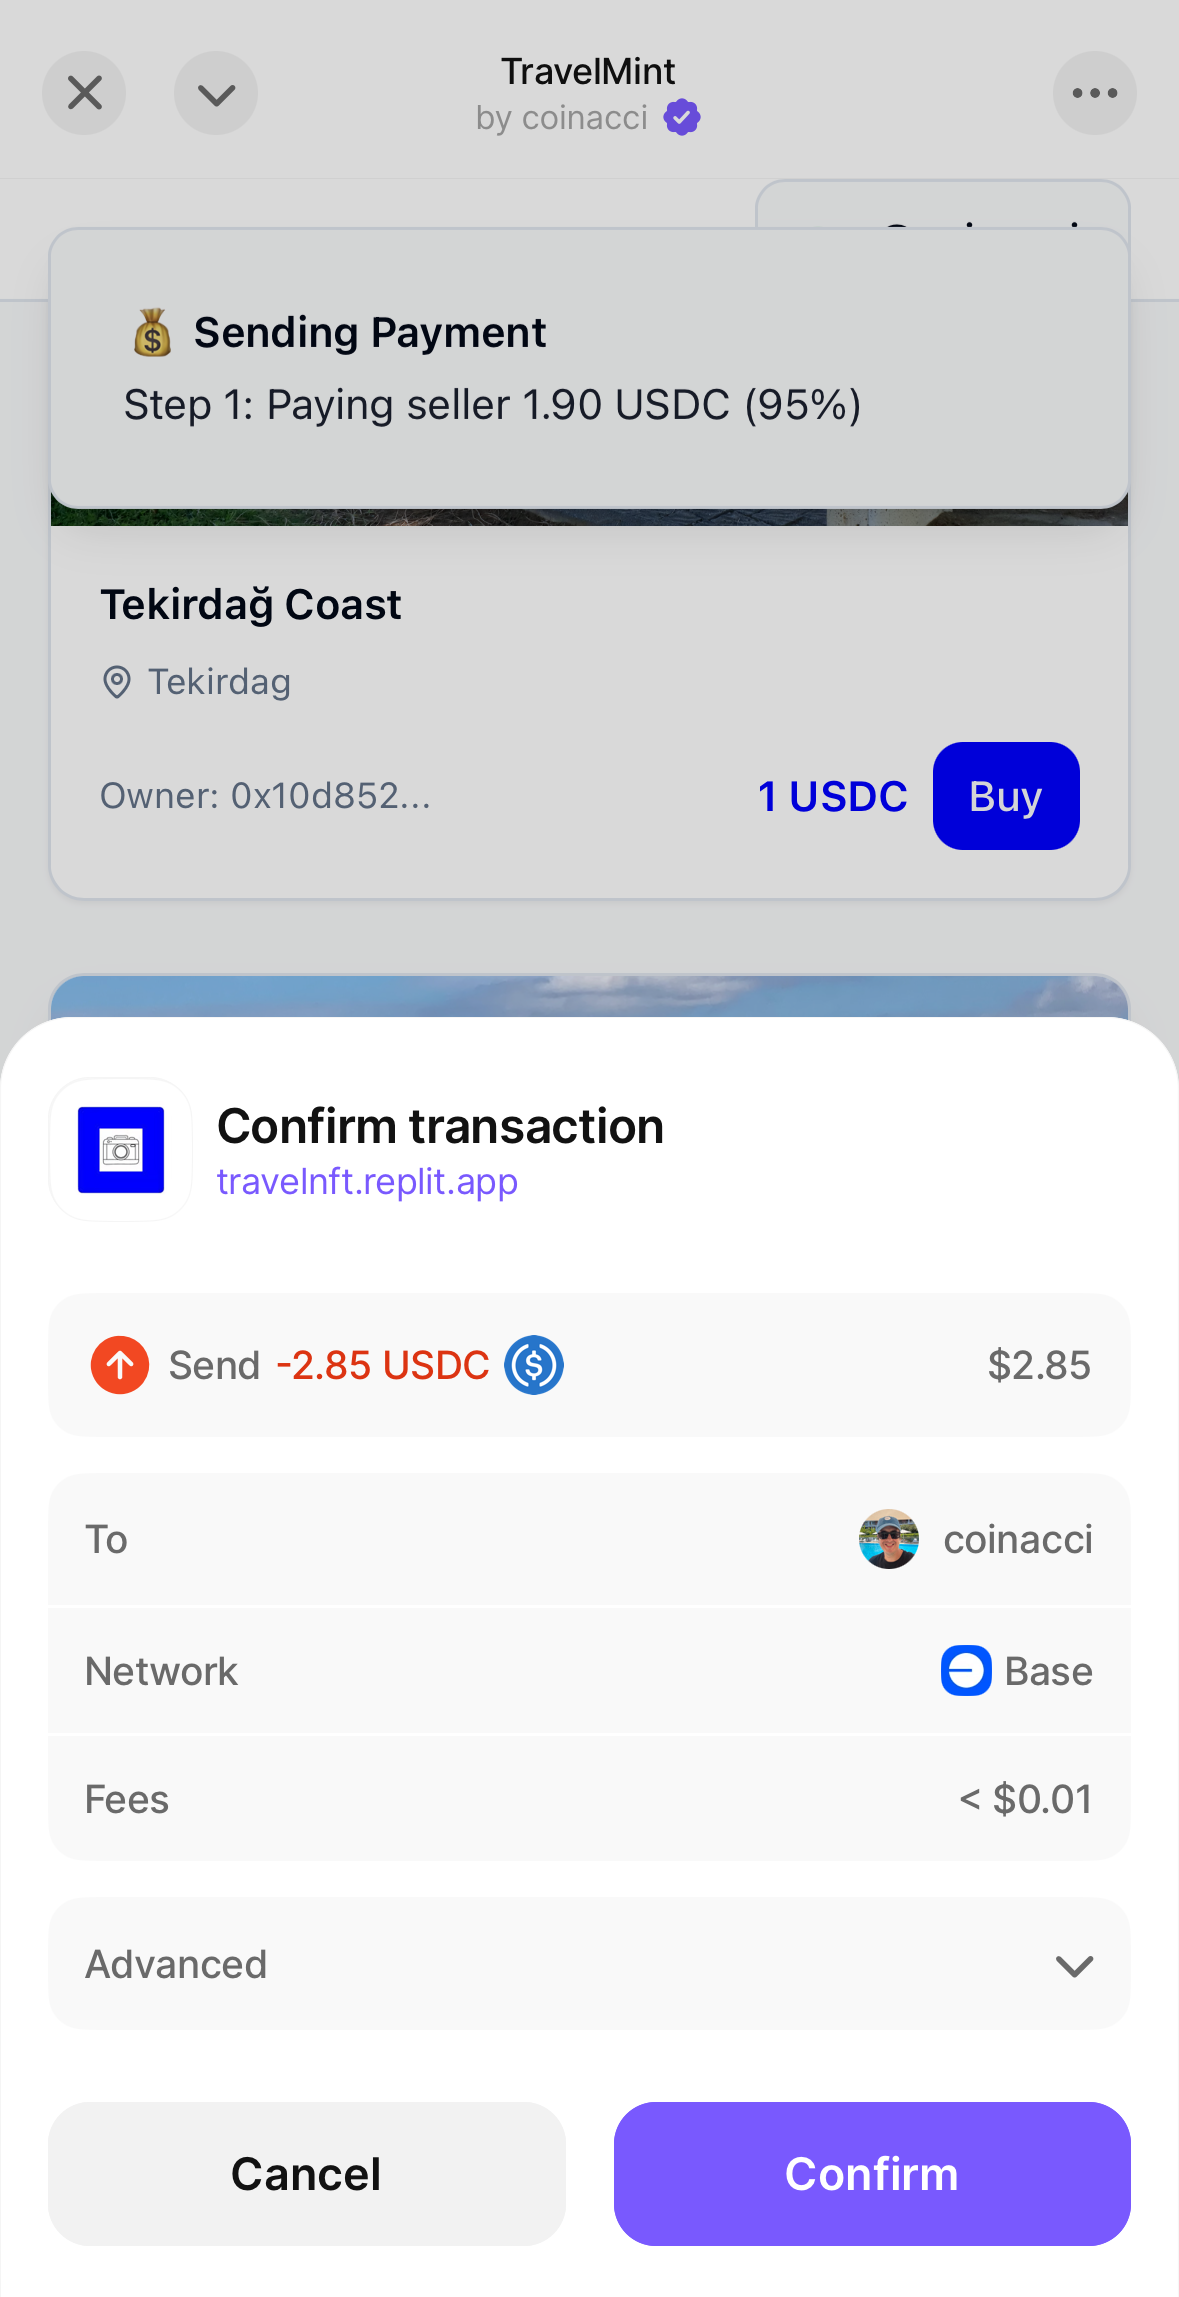 TravelMint
by coinacci
💰 Sending Payment
Step 1: Paying seller 1.90 USDC (95%)
Tekirdağ Coast
Tekirdag
Owner: 0x10d852...
1 USDC
Buy
Confirm transaction
travelnft.replit.app
Send -2.85 USDC
$2.85
To
coinacci
Network
Base
Fees
< $0.01
Advanced
Cancel
Confirm